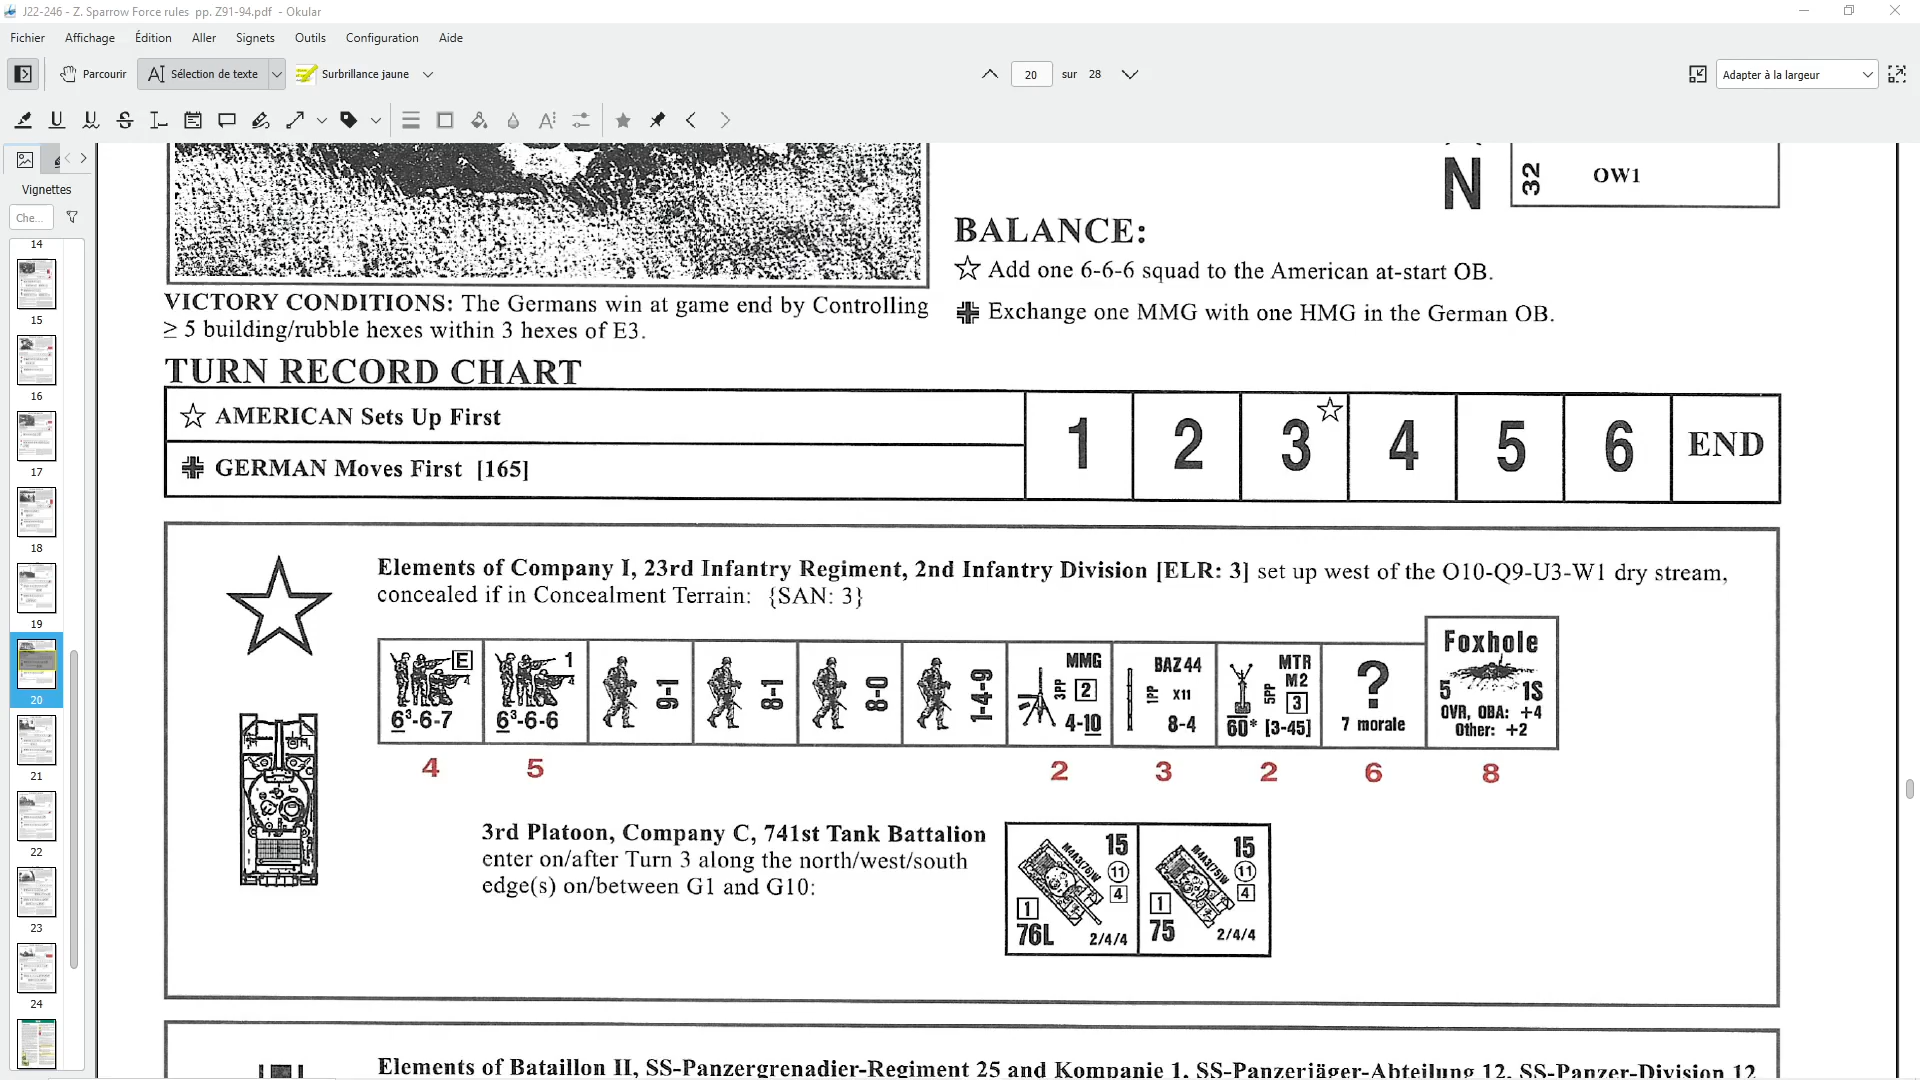 J22-246 - Z. Sparrow Force rules pp. Z91-94.pdf - Okular
Fichier Affichage Édition Aller Signets Outils Configuration Aide
Parcourir Sélection de texte Surbrillance jaune 20 sur 28 Adapter à la largeur
Vignettes
Che...
14
15
16
17
18
19
20
21
22
23
24
N
32
OW1
BALANCE:
Add one 6-6-6 squad to the American at-start OB.
Exchange one MMG with one HMG in the German OB.
VICTORY CONDITIONS: The Germans win at game end by Controlling
≥ 5 building/rubble hexes within 3 hexes of E3.
TURN RECORD CHART
AMERICAN Sets Up First
GERMAN Moves First [165]
1 2 3 4 5 6 END
Elements of Company I, 23rd Infantry Regiment, 2nd Infantry Division [ELR: 3] set up west of the O10-Q9-U3-W1 dry stream,
concealed if in Concealment Terrain: {SAN: 3}
E
6³-6-7
1
6³-6-6
9-1
8-1
8-0
1-4-9
MMG
3PP 2
4-10
BAZ 44
1PP X11
8-4
MTR
M2
5PP 3
60* [3-45]
?
7 morale
Foxhole
5 1S
OVR, OBA: +4
Other: +2
4 5 2 3 2 6 8
3rd Platoon, Company C, 741st Tank Battalion
enter on/after Turn 3 along the north/west/south
edge(s) on/between G1 and G10:
M4A3(76)W
15
11
4
1
76L 2/4/4
M4A3(75)W
15
11
4
1
75 2/4/4
Elements of Bataillon II, SS-Panzergrenadier-Regiment 25 and Kompanie 1, SS-Panzerjäger-Abteilung 12, SS-Panzer-Division 12